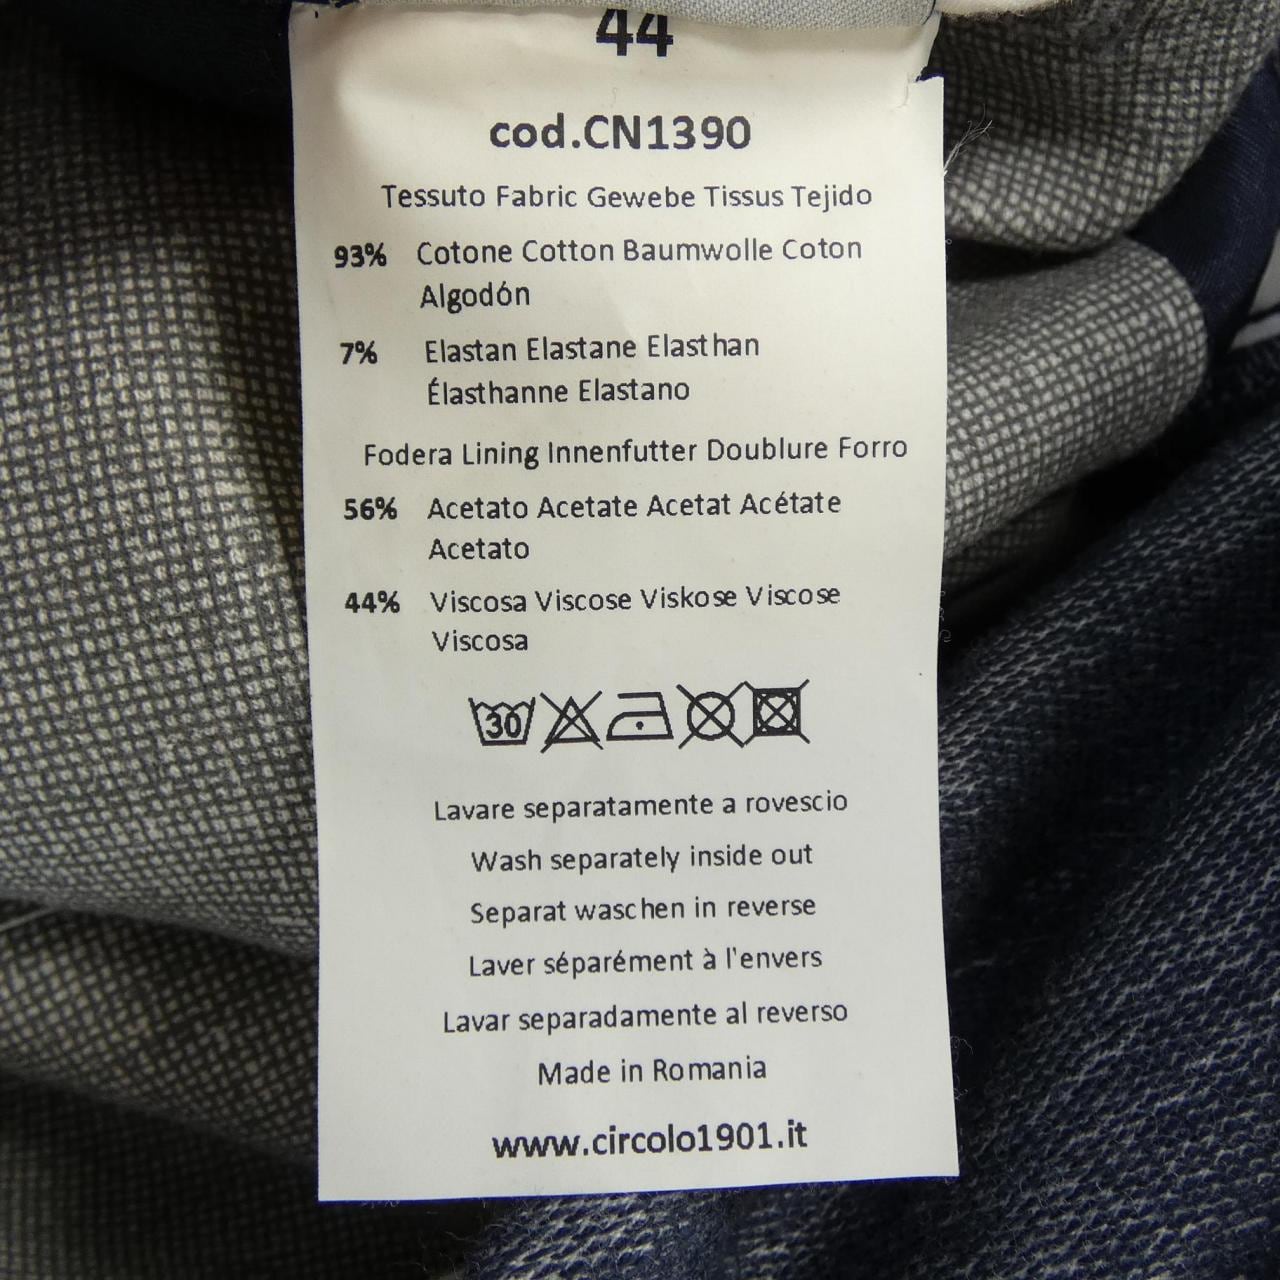 44
cod.CN1390
Tessuto Fabric Gewebe Tissus Tejido
93% Cotone Cotton Baumwolle Coton
Algodón
7% Elastan Elastane Elasthan
Élasthanne Elastano
Fodera Lining Innenfutter Doublure Forro
56% Acetato Acetate Acetat Acétate
Acetato
44% Viscosa Viscose Viskose Viscose
Viscosa
30
Lavare separatamente a rovescio
Wash separately inside out
Separat waschen in reverse
Laver séparément à l'envers
Lavar separadamente al reverso
Made in Romania
www.circolo1901.it